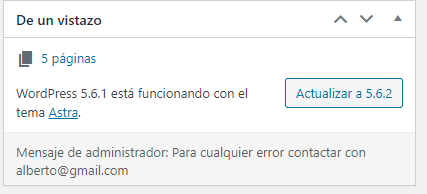 De un vistazo
5 páginas
WordPress 5.6.1 está funcionando con el
tema Astra.
Actualizar a 5.6.2
Mensaje de administrador: Para cualquier error contactar con
alberto@gmail.com